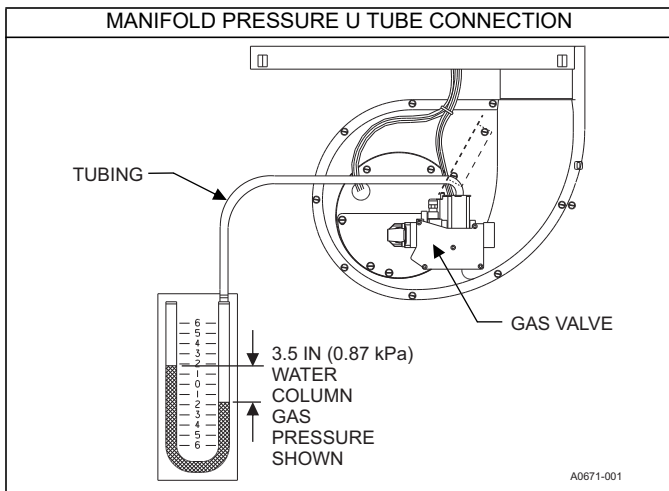 MANIFOLD PRESSURE U TUBE CONNECTION
TUBING
GAS VALVE
6
5
4
3
2
1
0
1
2
3
4
5
6
3.5 IN (0.87 kPa)
WATER
COLUMN
GAS
PRESSURE
SHOWN
A0671-001